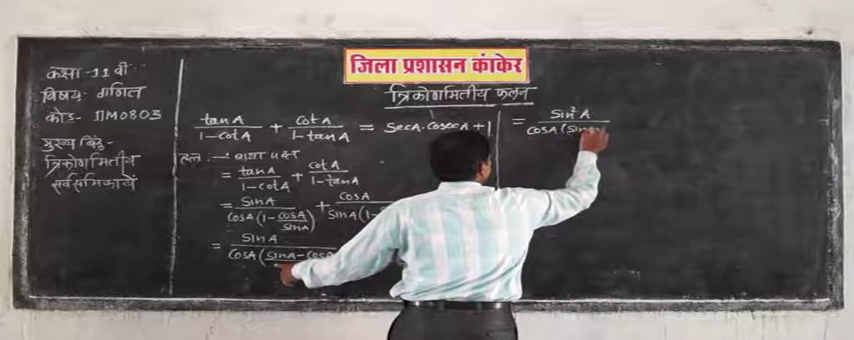 जिला प्रशासन कांकेर
कक्षा - 11 वी
विषय - गणित
कोड - 11M0803
मुख्य बिंदु -
त्रिकोणमितीय
सर्वसमिकायें
त्रिकोणमितीय फलन
tanA/(1-cotA) + cotA/(1-tanA) = SecA.CosecA+1
हल :- बाया पक्ष
= tanA/(1-cotA) + cotA/(1-tanA)
= SinA/(CosA(1-CosA/SinA)) + CosA/(SinA(1-
= SinA/(CosA(SinA-CosA
= Sin²A/(CosA(Sin